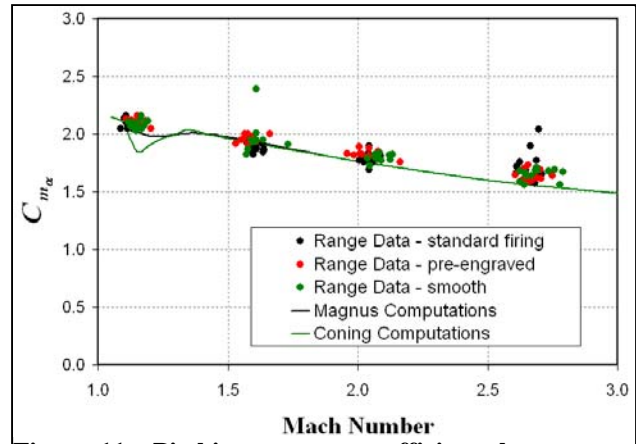 3.0
2.5
2.0
1.5
1.0
0.5
0.0
C_{m_α}
Range Data - standard firing
Range Data - pre-engraved
Range Data - smooth
Magnus Computations
Coning Computations
1.0 1.5 2.0 2.5 3.0
Mach Number